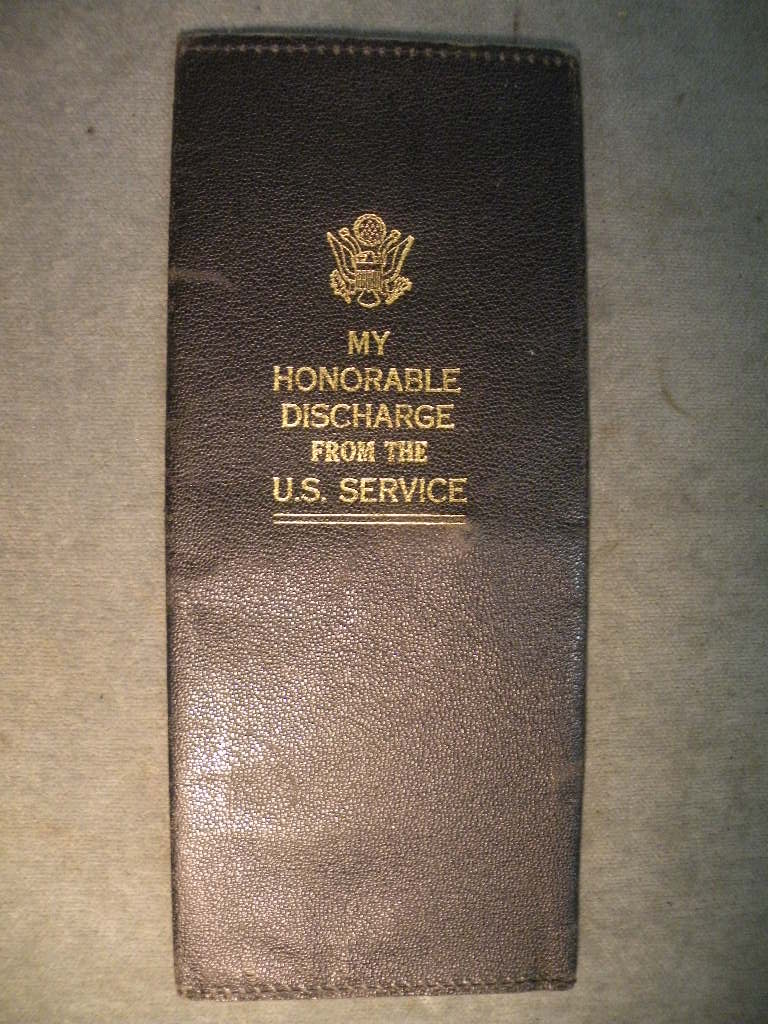 MY
HONORABLE
DISCHARGE
FROM THE
U.S. SERVICE